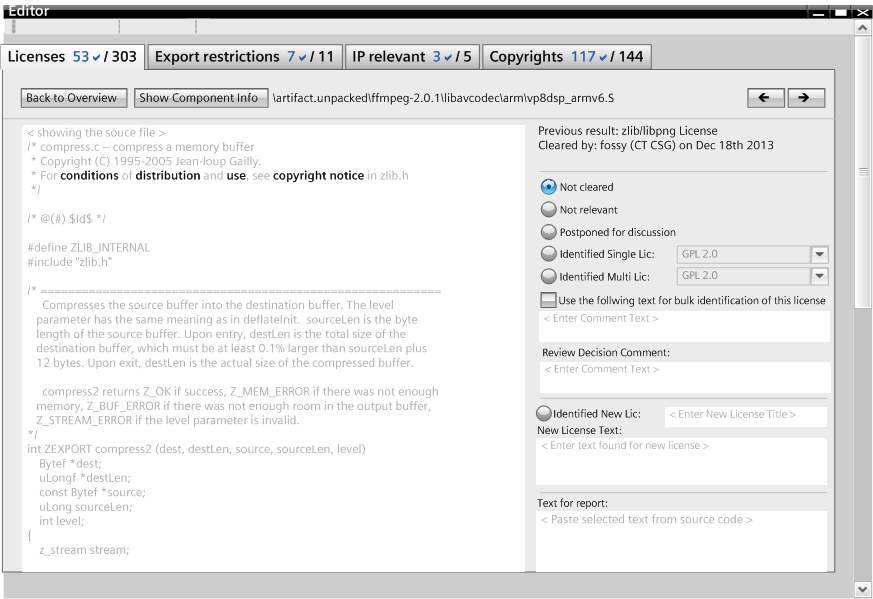 Editor
Licenses 53 ✓ / 303
Export restrictions 7 ✓ / 11
IP relevant 3 ✓ / 5
Copyrights 117 ✓ / 144
Back to Overview
Show Component Info
\artifact.unpacked\ffmpeg-2.0.1\libavcodec\arm\vp8dsp_armv6.S
< showing the souce file >
/* compress.c -- compress a memory buffer
* Copyright (C) 1995-2005 Jean-loup Gailly.
* For conditions of distribution and use, see copyright notice in zlib.h
*/
/* @(#) $Id$ */
#define ZLIB_INTERNAL
#include "zlib.h"
/* ===========================================================
Compresses the source buffer into the destination buffer. The level
parameter has the same meaning as in deflateInit. sourceLen is the byte
length of the source buffer. Upon entry, destLen is the total size of the
destination buffer, which must be at least 0.1% larger than sourceLen plus
12 bytes. Upon exit, destLen is the actual size of the compressed buffer.
compress2 returns Z_OK if success, Z_MEM_ERROR if there was not enough
memory, Z_BUF_ERROR if there was not enough room in the output buffer,
Z_STREAM_ERROR if the level parameter is invalid.
*/
int ZEXPORT compress2 (dest, destLen, source, sourceLen, level)
Bytef *dest;
uLongf *destLen;
const Bytef *source;
uLong sourceLen;
int level;
{
z_stream stream;
Previous result: zlib/libpng License
Cleared by: fossy (CT CSG) on Dec 18th 2013
Not cleared
Not relevant
Postponed for discussion
Identified Single Lic: GPL 2.0
Identified Multi Lic: GPL 2.0
Use the follwing text for bulk identification of this license
< Enter Comment Text >
Review Decision Comment:
< Enter Comment Text >
Identified New Lic: < Enter New License Title >
New License Text:
< Enter text found for new license >
Text for report:
< Paste selected text from source code >